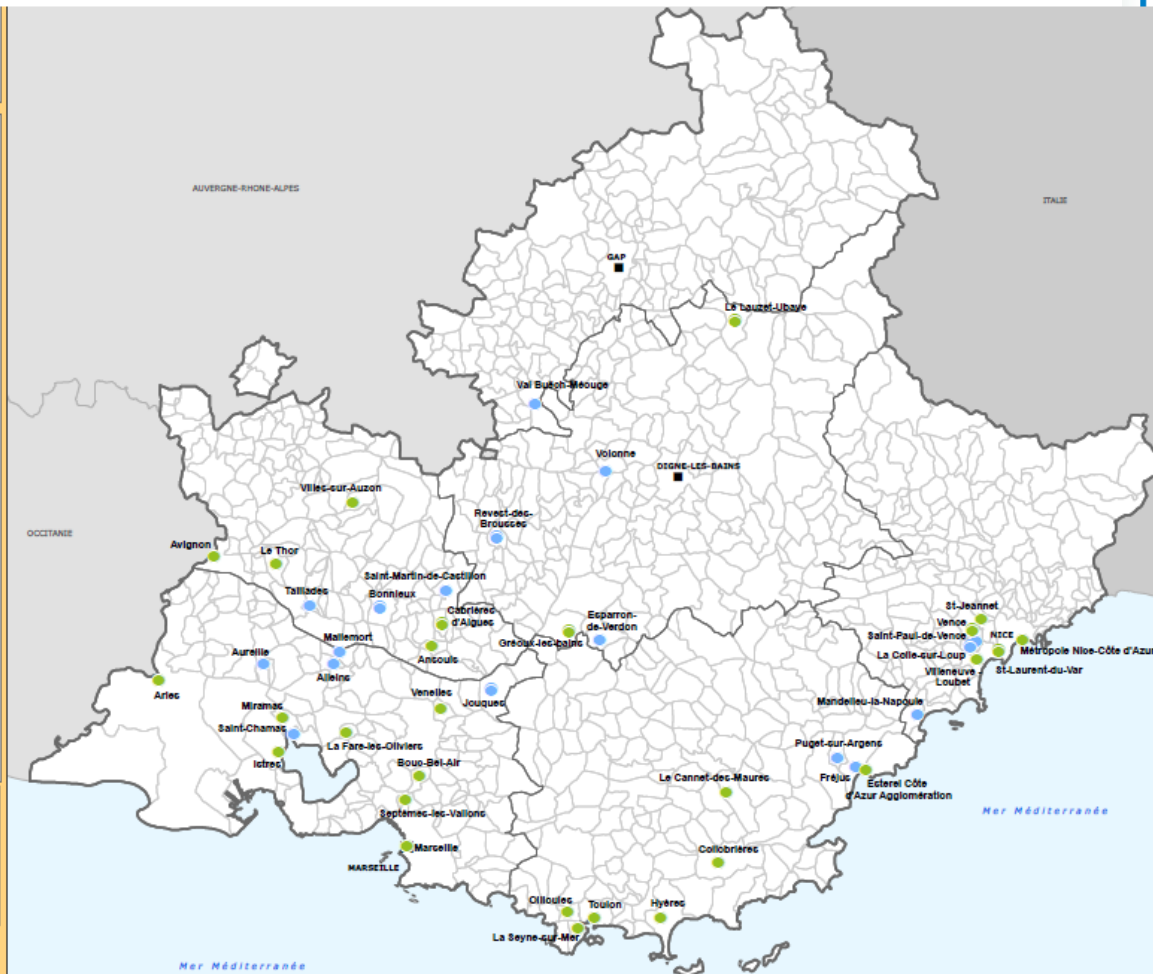 AUVERGNE-RHONE-ALPES
ITALIE
GAP
Le Lauzet-Ubaye
Val Buëch-Méouge
Volonne
DIGNE-LES-BAINS
Villes-sur-Auzon
Revest-des-
Brousses
OCCITANIE
Avignon
Le Thor
Saint-Martin-de-Castillon
Taillades
Bonnieux
Cabrières
d'Aigues
Esparron-
de-Verdon
Gréoux-les-bains
St-Jeannet
Vence
Saint-Paul-de-Vence
NICE
Métropole Nice-Côte d'Azur
La Colle-sur-Loup
St-Laurent-du-Var
Villeneuve-
Loubet
Mallemort
Aureille
Alleins
Ansouis
Arles
Venelles
Jouques
Mandelieu-la-Napoule
Miramas
Saint-Chamas
La Fare-les-Oliviers
Istres
Bouc-Bel-Air
Puget-sur-Argens
Le Cannet-des-Maures
Fréjus
Esterel Côte
d'Azur Agglomération
Septèmes-les-Vallons
Mer Méditerranée
Marseille
MARSEILLE
Collobrières
Ollioules
Toulon
Hyères
La Seyne-sur-Mer
Mer Méditerranée